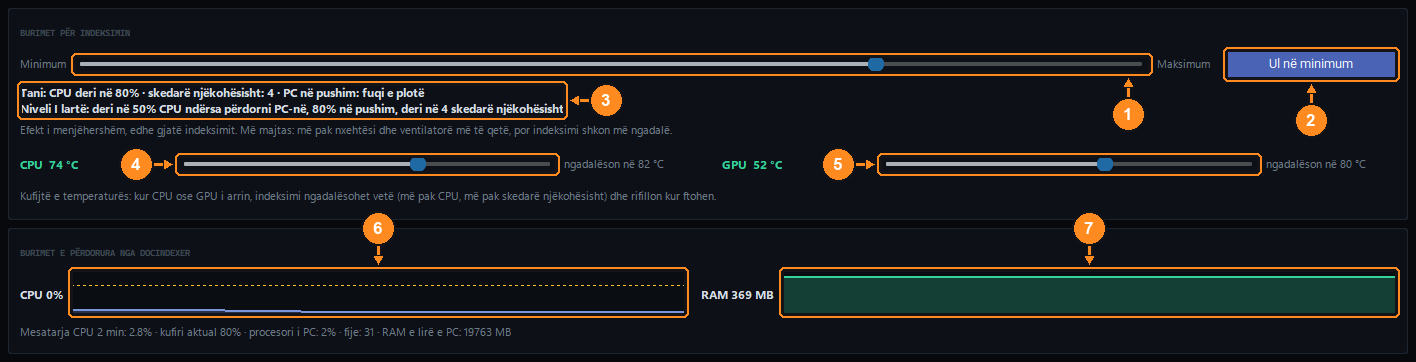 BURIMET PËR INDEKSIMIN
Minimum
Maksimum
Ul në minimum
Tani: CPU deri në 80% · skedarë njëkohësisht: 4 · PC në pushim: fuqi e plotë
Niveli I lartë: deri në 50% CPU ndërsa përdorni PC-në, 80% në pushim, deri në 4 skedarë njëkohësisht
3
1
2
Efekt i menjëhershëm, edhe gjatë indeksimit. Më majtas: më pak nxehtësi dhe ventilatorë më të qetë, por indeksimi shkon më ngadalë.
CPU 74 °C
4
ngadalëson në 82 °C
GPU 52 °C
5
ngadalëson në 80 °C
Kufijtë e temperaturës: kur CPU ose GPU i arrin, indeksimi ngadalësohet vetë (më pak CPU, më pak skedarë njëkohësisht) dhe rifillon kur ftohen.
6
7
BURIMET E PËRDORURA NGA DOCINDEXER
CPU 0%
RAM 369 MB
Mesatarja CPU 2 min: 2.8% · kufiri aktual 80% · procesori i PC: 2% · fije: 31 · RAM e lirë e PC: 19763 MB